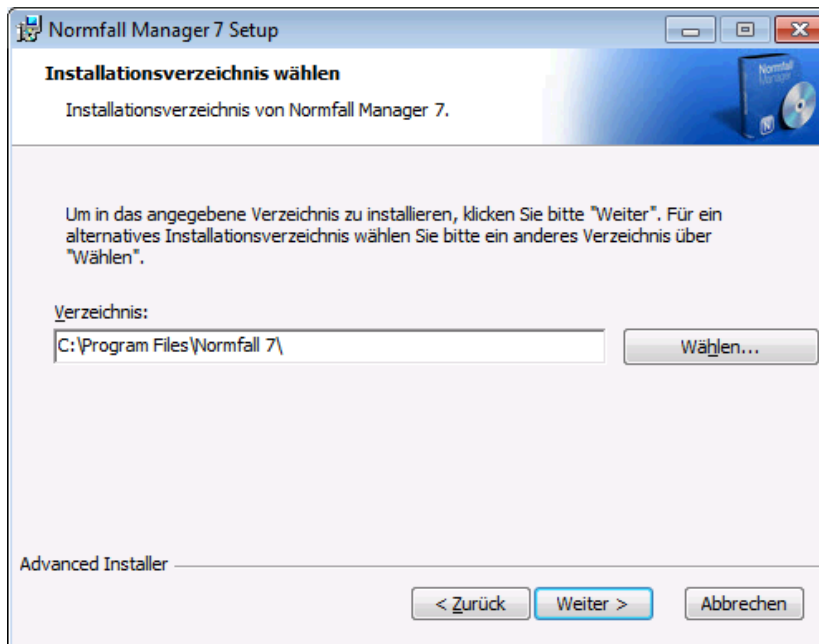 Normfall Manager 7 Setup
Installationsverzeichnis wählen
Installationsverzeichnis von Normfall Manager 7.
Normfall
Manager
N
Um in das angegebene Verzeichnis zu installieren, klicken Sie bitte "Weiter". Für ein
alternatives Installationsverzeichnis wählen Sie bitte ein anderes Verzeichnis über
"Wählen".
Verzeichnis:
C:\Program Files\Normfall 7\
Wählen...
Advanced Installer
< Zurück
Weiter >
Abbrechen